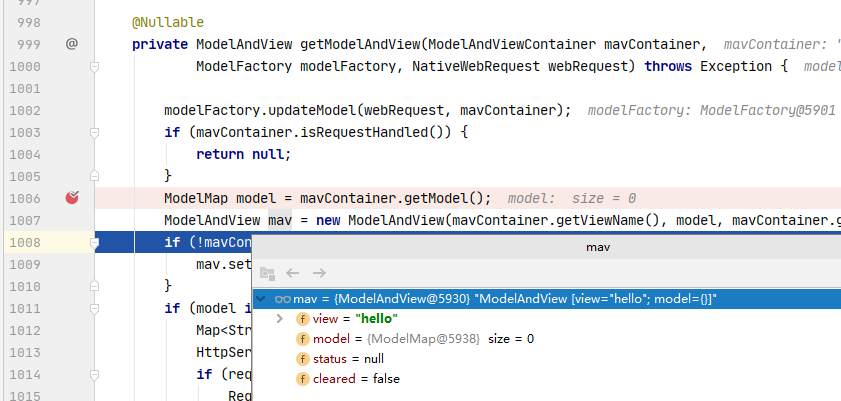 997
998 @Nullable
999 @ private ModelAndView getModelAndView(ModelAndViewContainer mavContainer, mavContainer: "
1000 ModelFactory modelFactory, NativeWebRequest webRequest) throws Exception { model
1001
1002 modelFactory.updateModel(webRequest, mavContainer); modelFactory: ModelFactory@5901
1003 if (mavContainer.isRequestHandled()) {
1004 return null;
1005 }
1006 ModelMap model = mavContainer.getModel(); model: size = 0
1007 ModelAndView mav = new ModelAndView(mavContainer.getViewName(), model, mavContainer.g
1008 if (!mavCon
mav
1009 mav.set
1010 }
mav = {ModelAndView@5930} "ModelAndView [view="hello"; model={}]"
1011 if (model i
view = "hello"
1012 Map<Str
model = {ModelMap@5938} size = 0
1013 HttpSer
status = null
1014 if (req
cleared = false
1015 Req